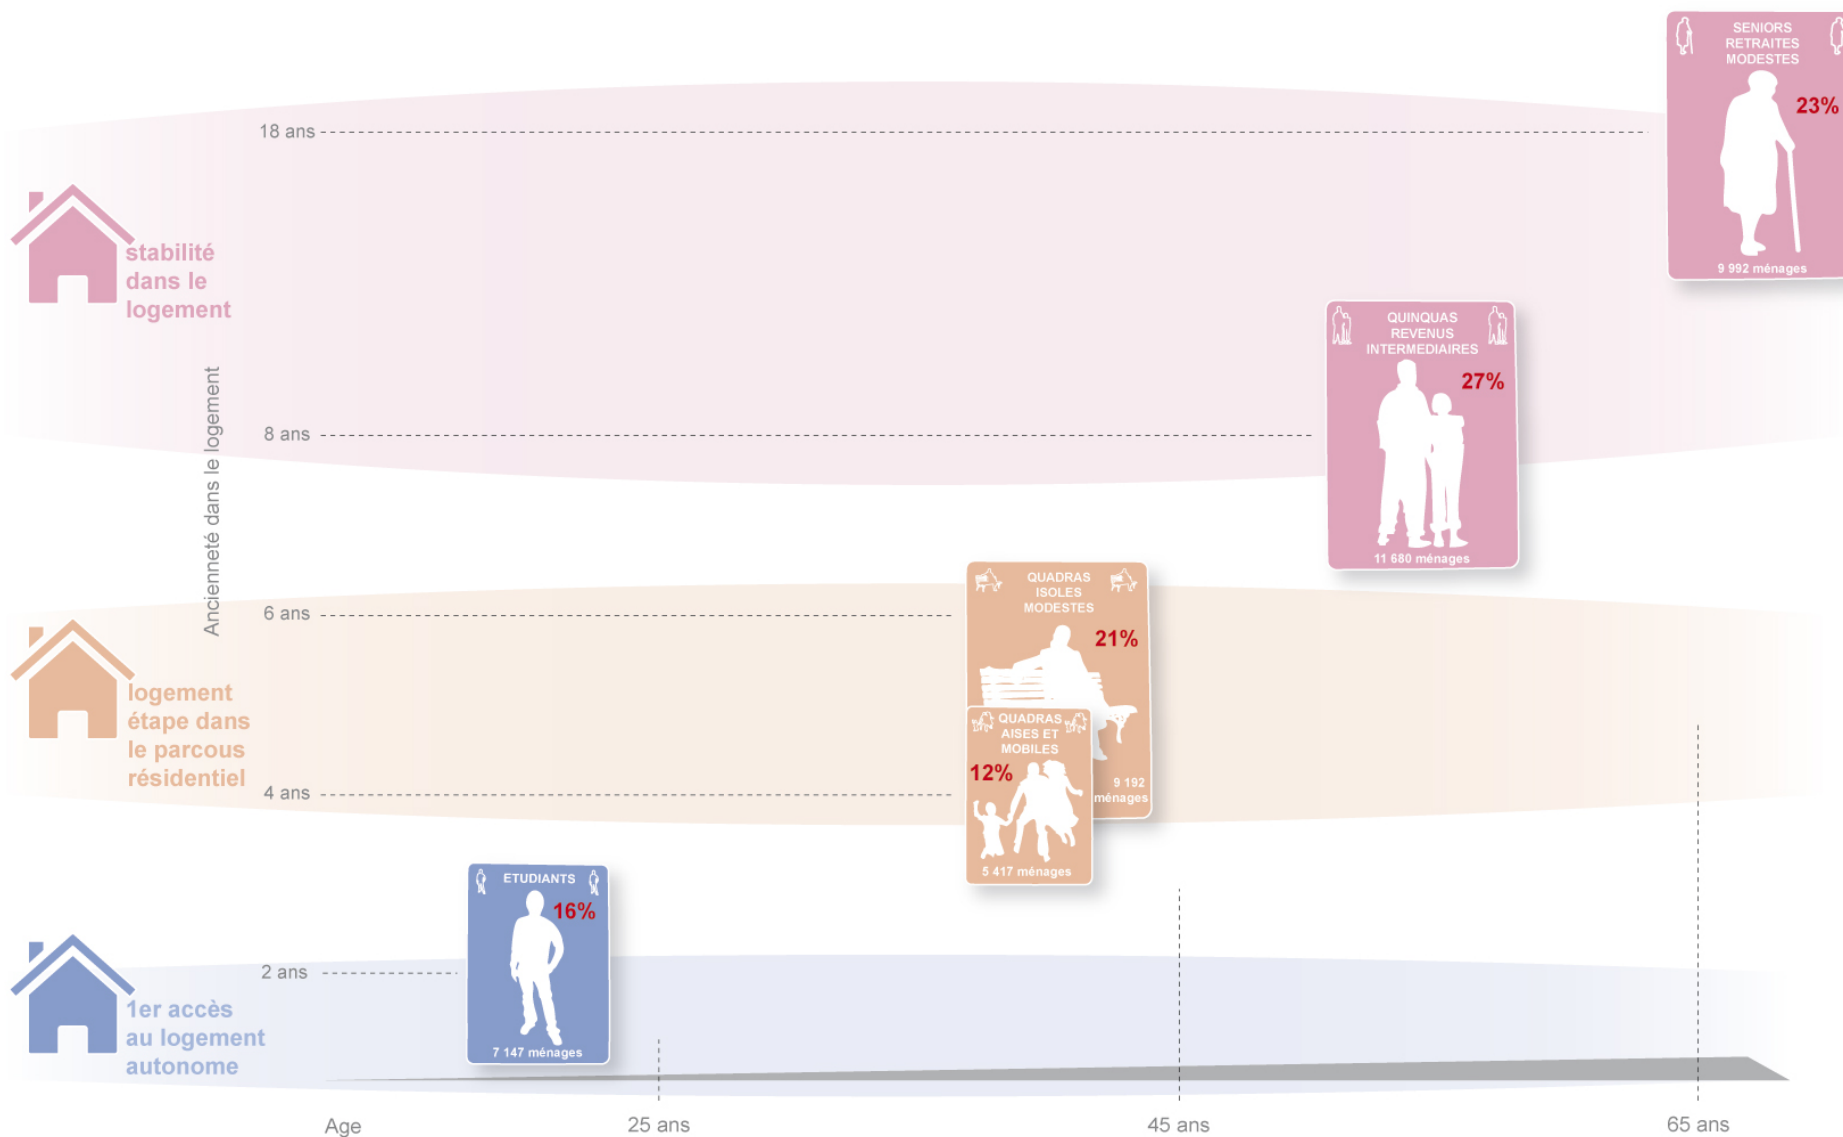 SENIORS
RETRAITES
MODESTES
23%
9 992 ménages
18 ans
stabilité
dans le
logement
QUINQUAS
REVENUS
INTERMEDIAIRES
27%
11 680 ménages
Ancienneté dans le logement
8 ans
QUADRAS
ISOLES
MODESTES
21%
9 192
ménages
6 ans
logement
étape dans
le parcous
résidentiel
QUADRAS
AISES ET
MOBILES
12%
5 417 ménages
4 ans
ETUDIANTS
16%
7 147 ménages
2 ans
1er accès
au logement
autonome
Age
25 ans
45 ans
65 ans